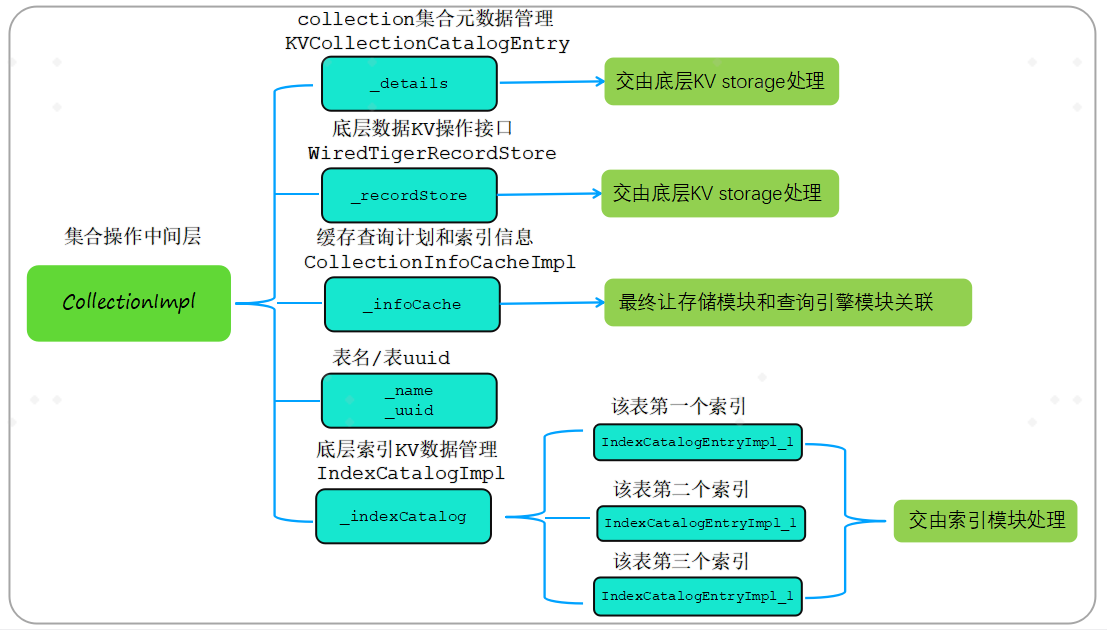 collection集合元数据管理
KVCollectionCatalogEntry
_details
交由底层KV storage处理
底层数据KV操作接口
WiredTigerRecordStore
_recordStore
交由底层KV storage处理
集合操作中间层
CollectionImpl
缓存查询计划和索引信息
CollectionInfoCacheImpl
_infoCache
最终让存储模块和查询引擎模块关联
表名/表uuid
_name
_uuid
底层索引KV数据管理
IndexCatalogImpl
_indexCatalog
该表第一个索引
IndexCatalogEntryImpl_1
该表第二个索引
IndexCatalogEntryImpl_1
该表第三个索引
IndexCatalogEntryImpl_1
交由索引模块处理